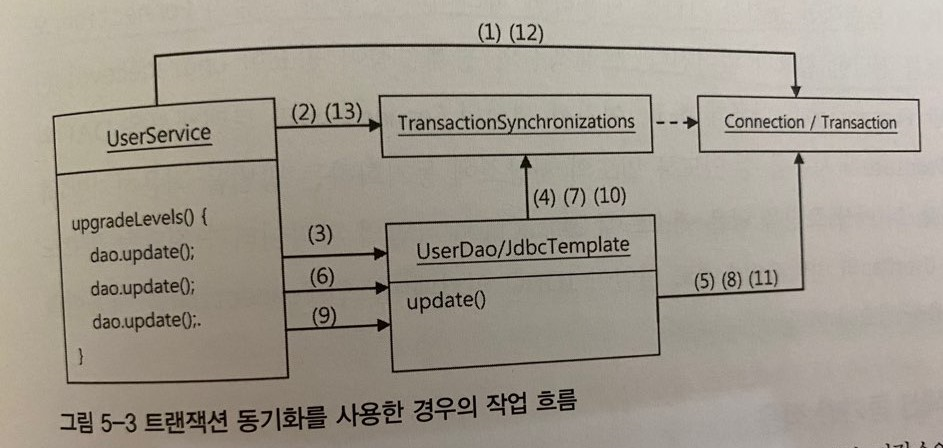 (1) (12)
UserService
(2) (13)
TransactionSynchronizations
Connection / Transaction
(4) (7) (10)
upgradeLevels() {
dao.update();
dao.update();
dao.update();.
}
(3)
(6)
(9)
UserDao/JdbcTemplate
update()
(5) (8) (11)
그림 5-3 트랜잭션 동기화를 사용한 경우의 작업 흐름